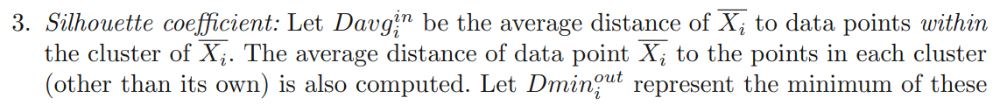 3. Silhouette coefficient: Let $Davg_i^{in}$ be the average distance of $\overline{X_i}$ to data points within
the cluster of $\overline{X_i}$. The average distance of data point $\overline{X_i}$ to the points in each cluster
(other than its own) is also computed. Let $Dmin_i^{out}$ represent the minimum of these